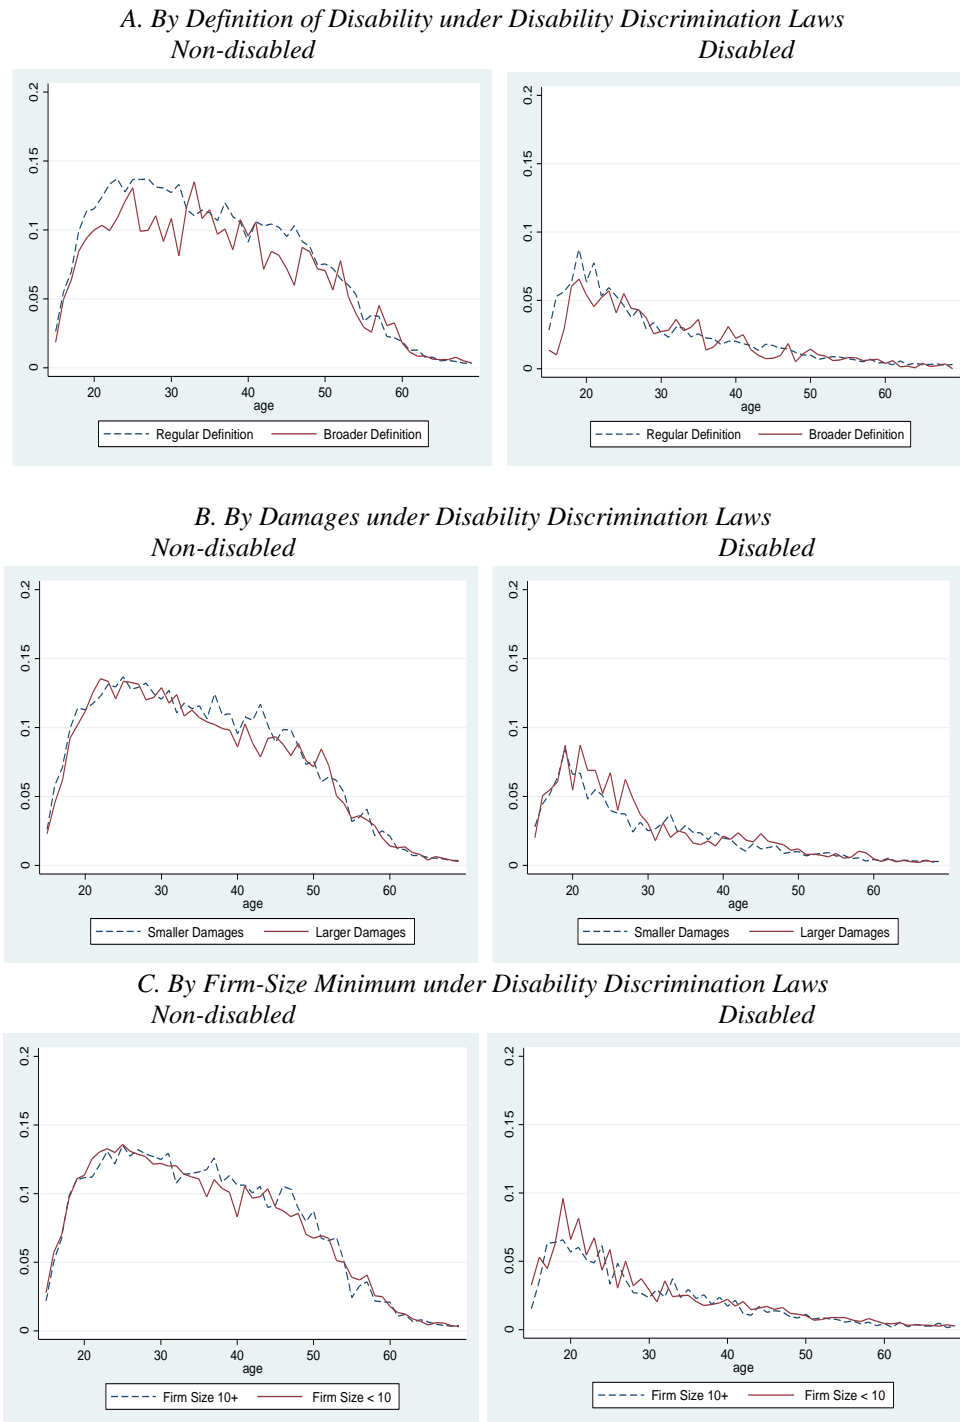 A. By Definition of Disability under Disability Discrimination Laws
Non-disabled Disabled
0.2 0.2
0.15 0.15
0.1 0.1
0.05 0.05
0 0
20 30 40 50 60 20 30 40 50 60
age age
Regular Definition Broader Definition Regular Definition Broader Definition
B. By Damages under Disability Discrimination Laws
Non-disabled Disabled
0.2 0.2
0.15 0.15
0.1 0.1
0.05 0.05
0 0
20 30 40 50 60 20 30 40 50 60
age age
Smaller Damages Larger Damages Smaller Damages Larger Damages
C. By Firm-Size Minimum under Disability Discrimination Laws
Non-disabled Disabled
0.2 0.2
0.15 0.15
0.1 0.1
0.05 0.05
0 0
20 30 40 50 60 20 30 40 50 60
age age
Firm Size 10+ Firm Size < 10 Firm Size 10+ Firm Size < 10